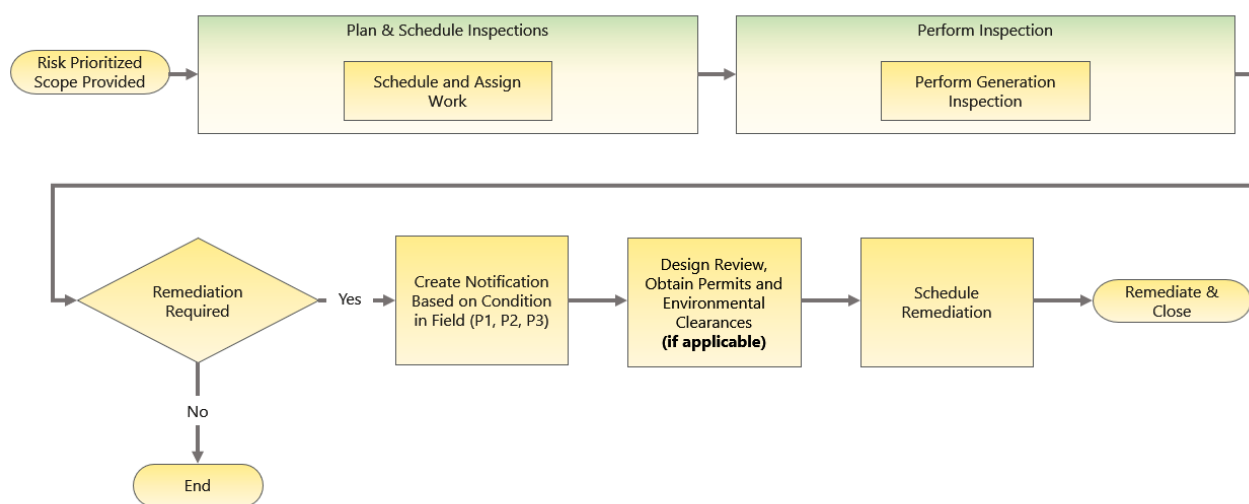 Plan & Schedule Inspections
Perform Inspection
Risk Prioritized
Scope Provided
Schedule and Assign
Work
Perform Generation
Inspection
Remediation
Required
Yes
Create Notification
Based on Condition
in Field (P1, P2, P3)
Design Review,
Obtain Permits and
Environmental
Clearances
(if applicable)
Schedule
Remediation
Remediate &
Close
No
End